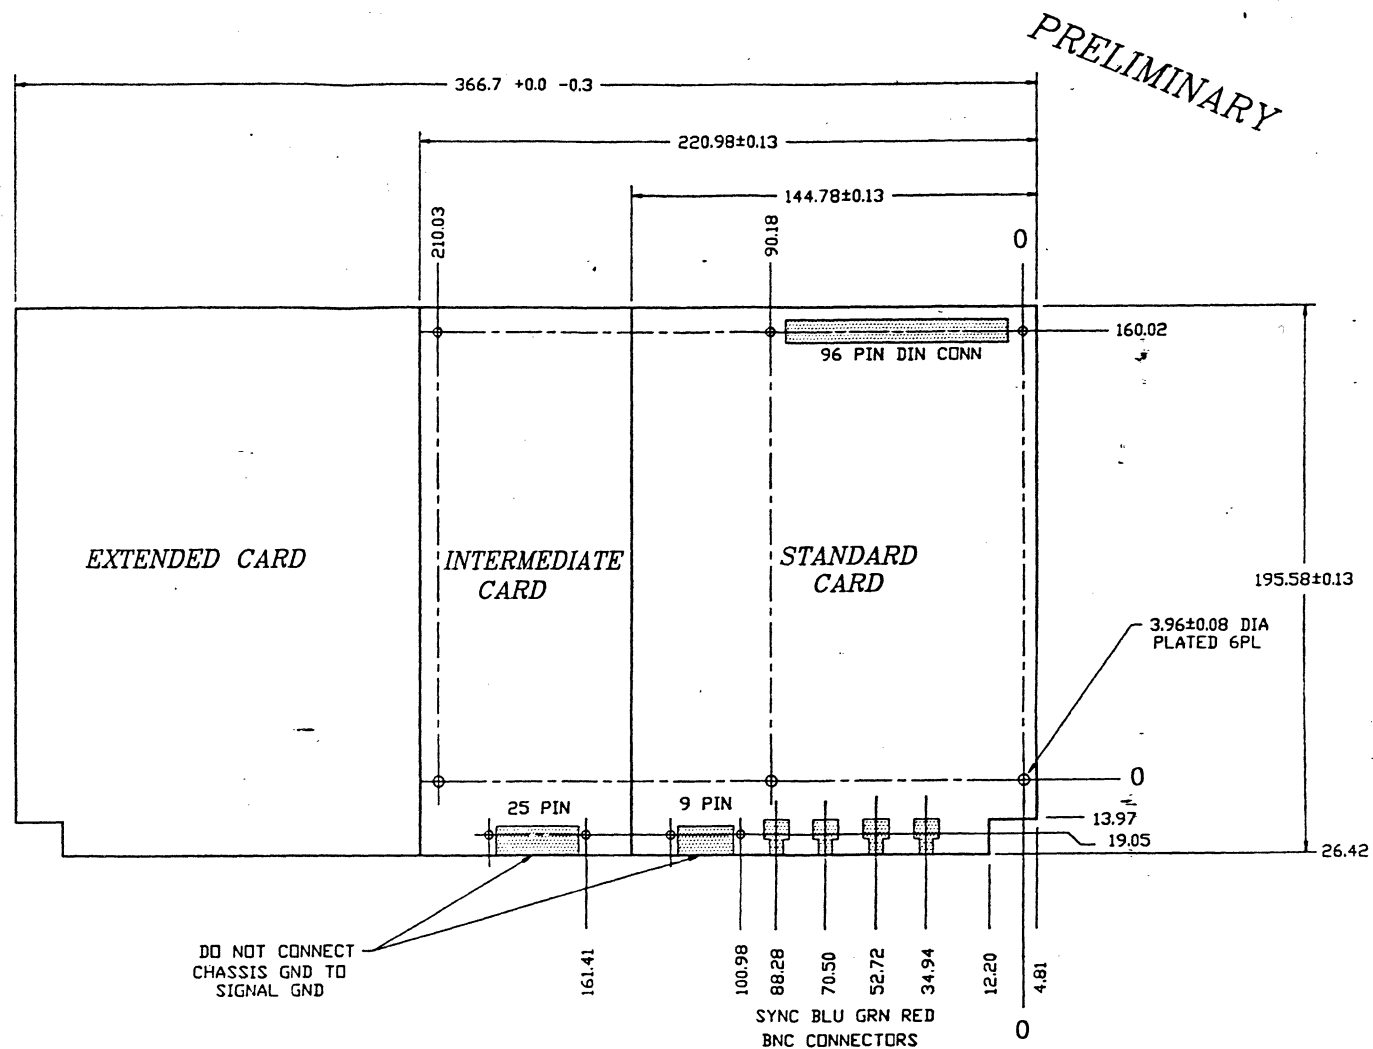 PRELIMINARY
366.7 +0.0 -0.3
220.98±0.13
144.78±0.13
210.03
90.18
0
160.02
96 PIN DIN CONN
EXTENDED CARD
INTERMEDIATE
CARD
STANDARD
CARD
195.58±0.13
3.96±0.08 DIA
PLATED 6PL
0
25 PIN
9 PIN
13.97
19.05
26.42
DO NOT CONNECT
CHASSIS GND TO
SIGNAL GND
161.41
100.98
88.28
70.50
52.72
34.94
12.20
4.81
0
SYNC BLU GRN RED
BNC CONNECTORS